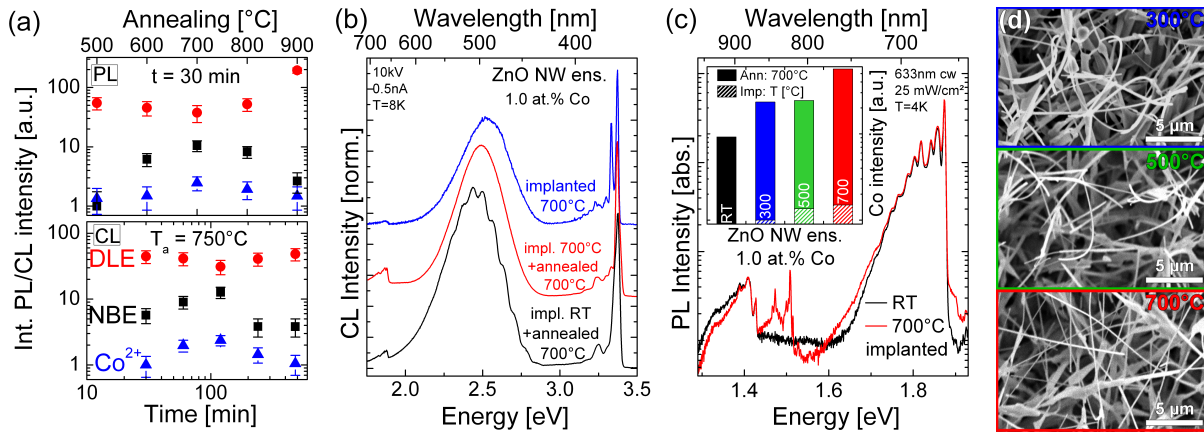 (a)
Annealing [°C]
500 600 700 800 900
PL
t = 30 min
100
10
1
Int. PL/CL intensity [a.u.]
CL
Tₐ = 750°C
100
DLE
10
NBE
Co²⁺
1
10 100
Time [min]
(b)
Wavelength [nm]
700 600 500 400
10kV
0.5nA
T=8K
ZnO NW ens.
1.0 at.% Co
implanted
700°C
impl. 700°C
+annealed
700°C
impl. RT
+annealed
700°C
CL Intensity [norm.]
2.0 2.5 3.0 3.5
Energy [eV]
(c)
Wavelength [nm]
900 800 700
Ann: 700°C
Imp: T [°C]
RT
300
500
700
Co intensity [a.u.]
633nm cw
25 mW/cm²
T=4K
ZnO NW ens.
1.0 at.% Co
RT
700°C
implanted
PL Intensity [abs.]
1.4 1.6 1.8
Energy [eV]
(d)
300°C
5 µm
500°C
5 µm
700°C
5 µm